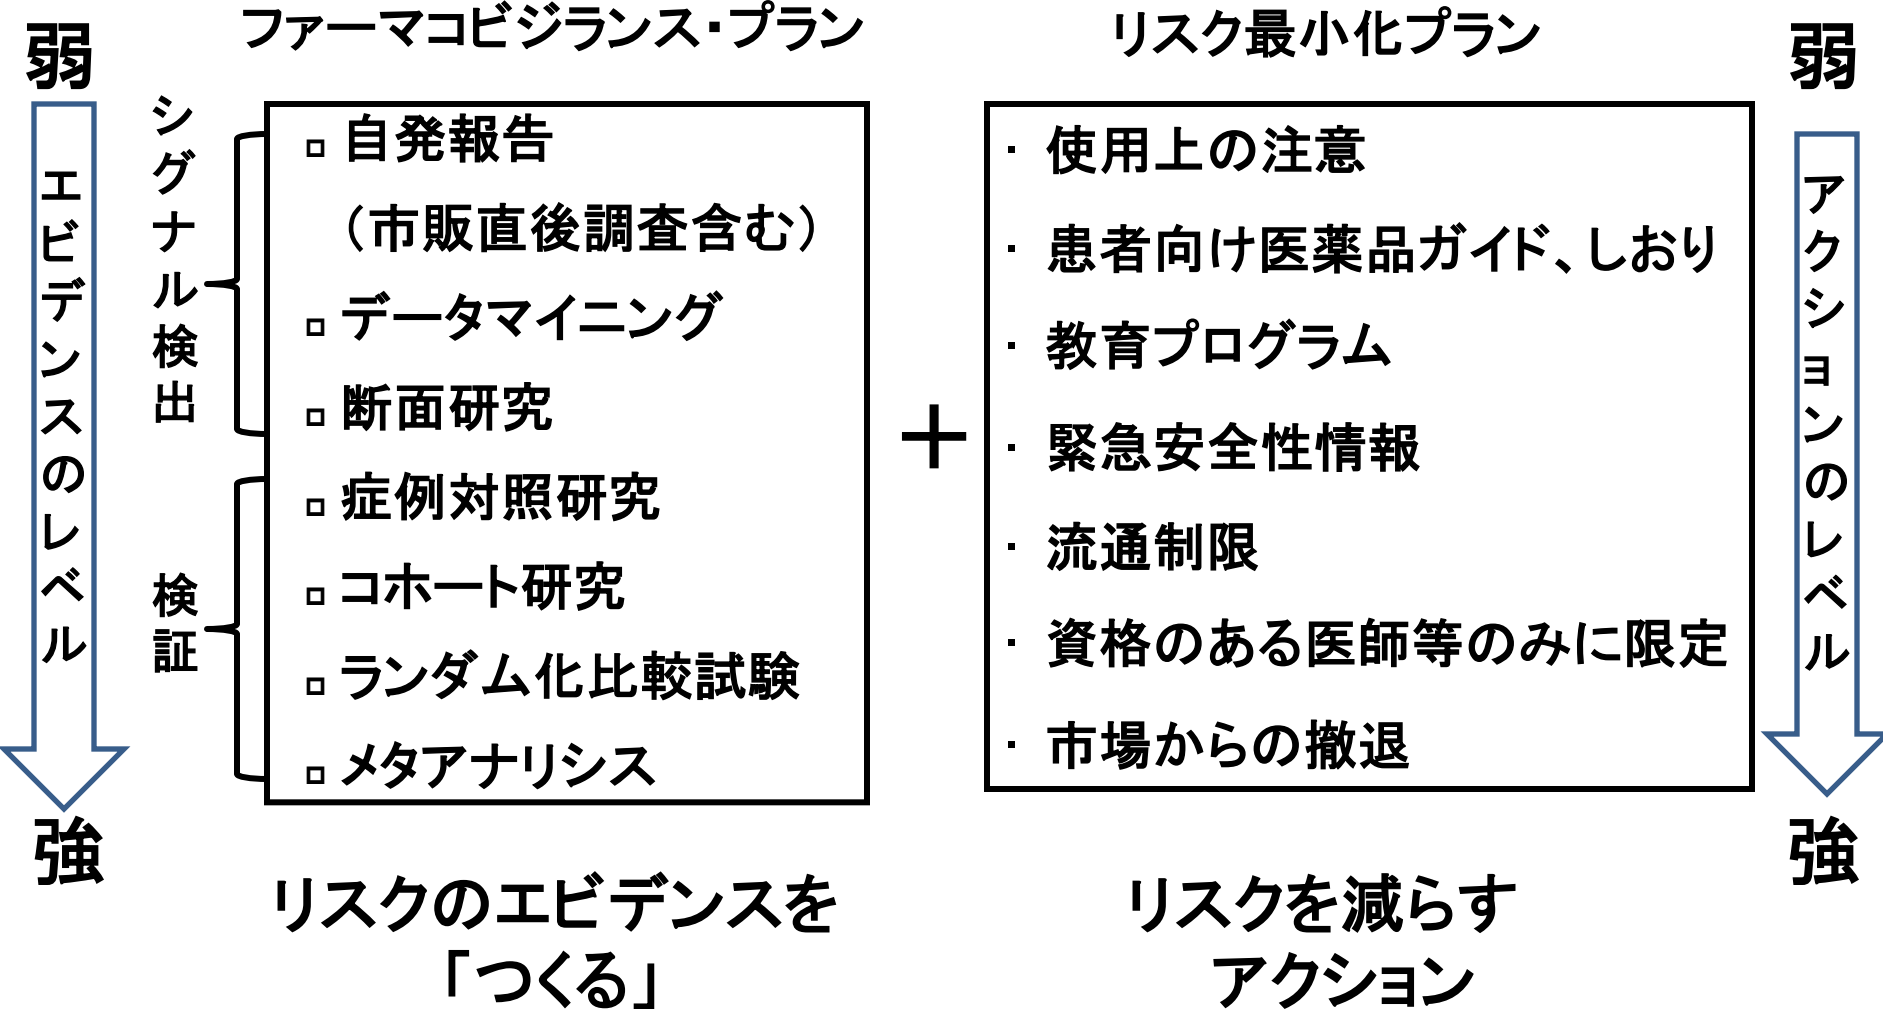 ファーマコビジランス・プラン
弱
エビデンスのレベル
強
シグナル検出
検証
□ 自発報告
（市販直後調査含む）
□ データマイニング
□ 断面研究
□ 症例対照研究
□ コホート研究
□ ランダム化比較試験
□ メタアナリシス
リスクのエビデンスを
「つくる」
＋
リスク最小化プラン
・ 使用上の注意
・ 患者向け医薬品ガイド、しおり
・ 教育プログラム
・ 緊急安全性情報
・ 流通制限
・ 資格のある医師等のみに限定
・ 市場からの撤退
弱
アクションのレベル
強
リスクを減らす
アクション